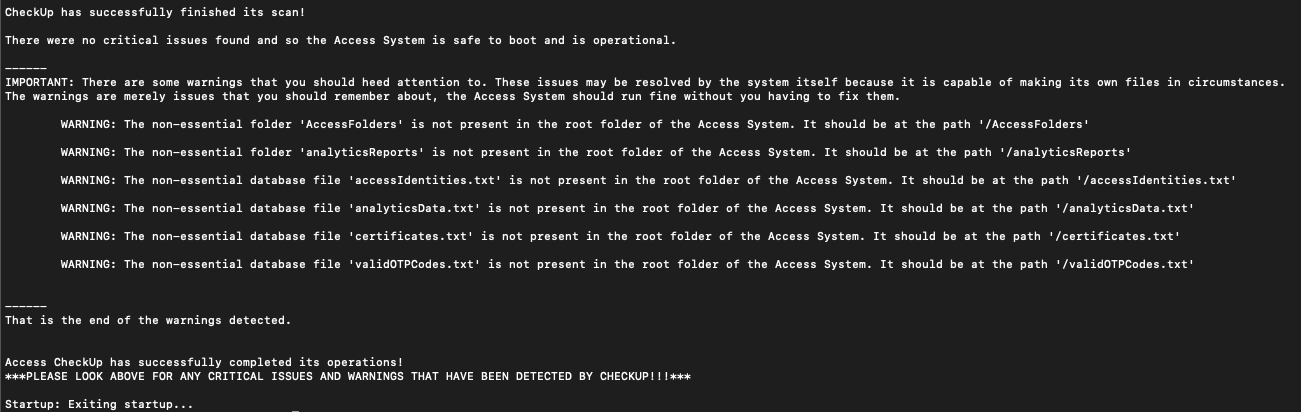 CheckUp has successfully finished its scan!
There were no critical issues found and so the Access System is safe to boot and is operational.
______
IMPORTANT: There are some warnings that you should heed attention to. These issues may be resolved by the system itself because it is capable of making its own files in circumstances.
The warnings are merely issues that you should remember about, the Access System should run fine without you having to fix them.
WARNING: The non-essential folder 'AccessFolders' is not present in the root folder of the Access System. It should be at the path '/AccessFolders'
WARNING: The non-essential folder 'analyticsReports' is not present in the root folder of the Access System. It should be at the path '/analyticsReports'
WARNING: The non-essential database file 'accessIdentities.txt' is not present in the root folder of the Access System. It should be at the path '/accessIdentities.txt'
WARNING: The non-essential database file 'analyticsData.txt' is not present in the root folder of the Access System. It should be at the path '/analyticsData.txt'
WARNING: The non-essential database file 'certificates.txt' is not present in the root folder of the Access System. It should be at the path '/certificates.txt'
WARNING: The non-essential database file 'validOTPCodes.txt' is not present in the root folder of the Access System. It should be at the path '/validOTPCodes.txt'
______
That is the end of the warnings detected.
Access CheckUp has successfully completed its operations!
***PLEASE LOOK ABOVE FOR ANY CRITICAL ISSUES AND WARNINGS THAT HAVE BEEN DETECTED BY CHECKUP!!!***
Startup: Exiting startup...